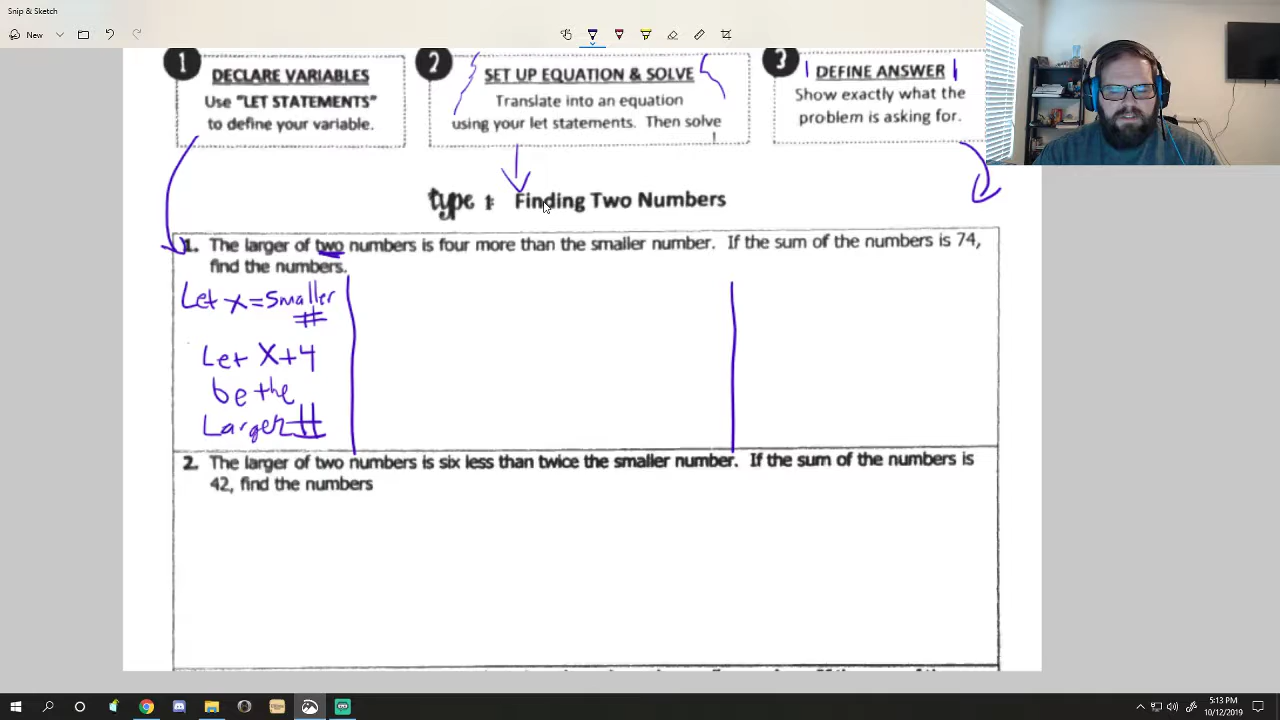 Snip & Sketch
New
1
DECLARE VARIABLES
Use "LET STATEMENTS"
to define your variable.
2
SET UP EQUATION & SOLVE
Translate into an equation
using your let statements. Then solve
!
3
DEFINE ANSWER
Show exactly what the
problem is asking for.
type 1: Finding Two Numbers
1. The larger of two numbers is four more than the smaller number. If the sum of the numbers is 74,
find the numbers.
Let x = smaller
#
Let x+4
be the
Larger #
2. The larger of two numbers is six less than twice the smaller number. If the sum of the numbers is
42, find the numbers
5:13 PM
10/12/2019